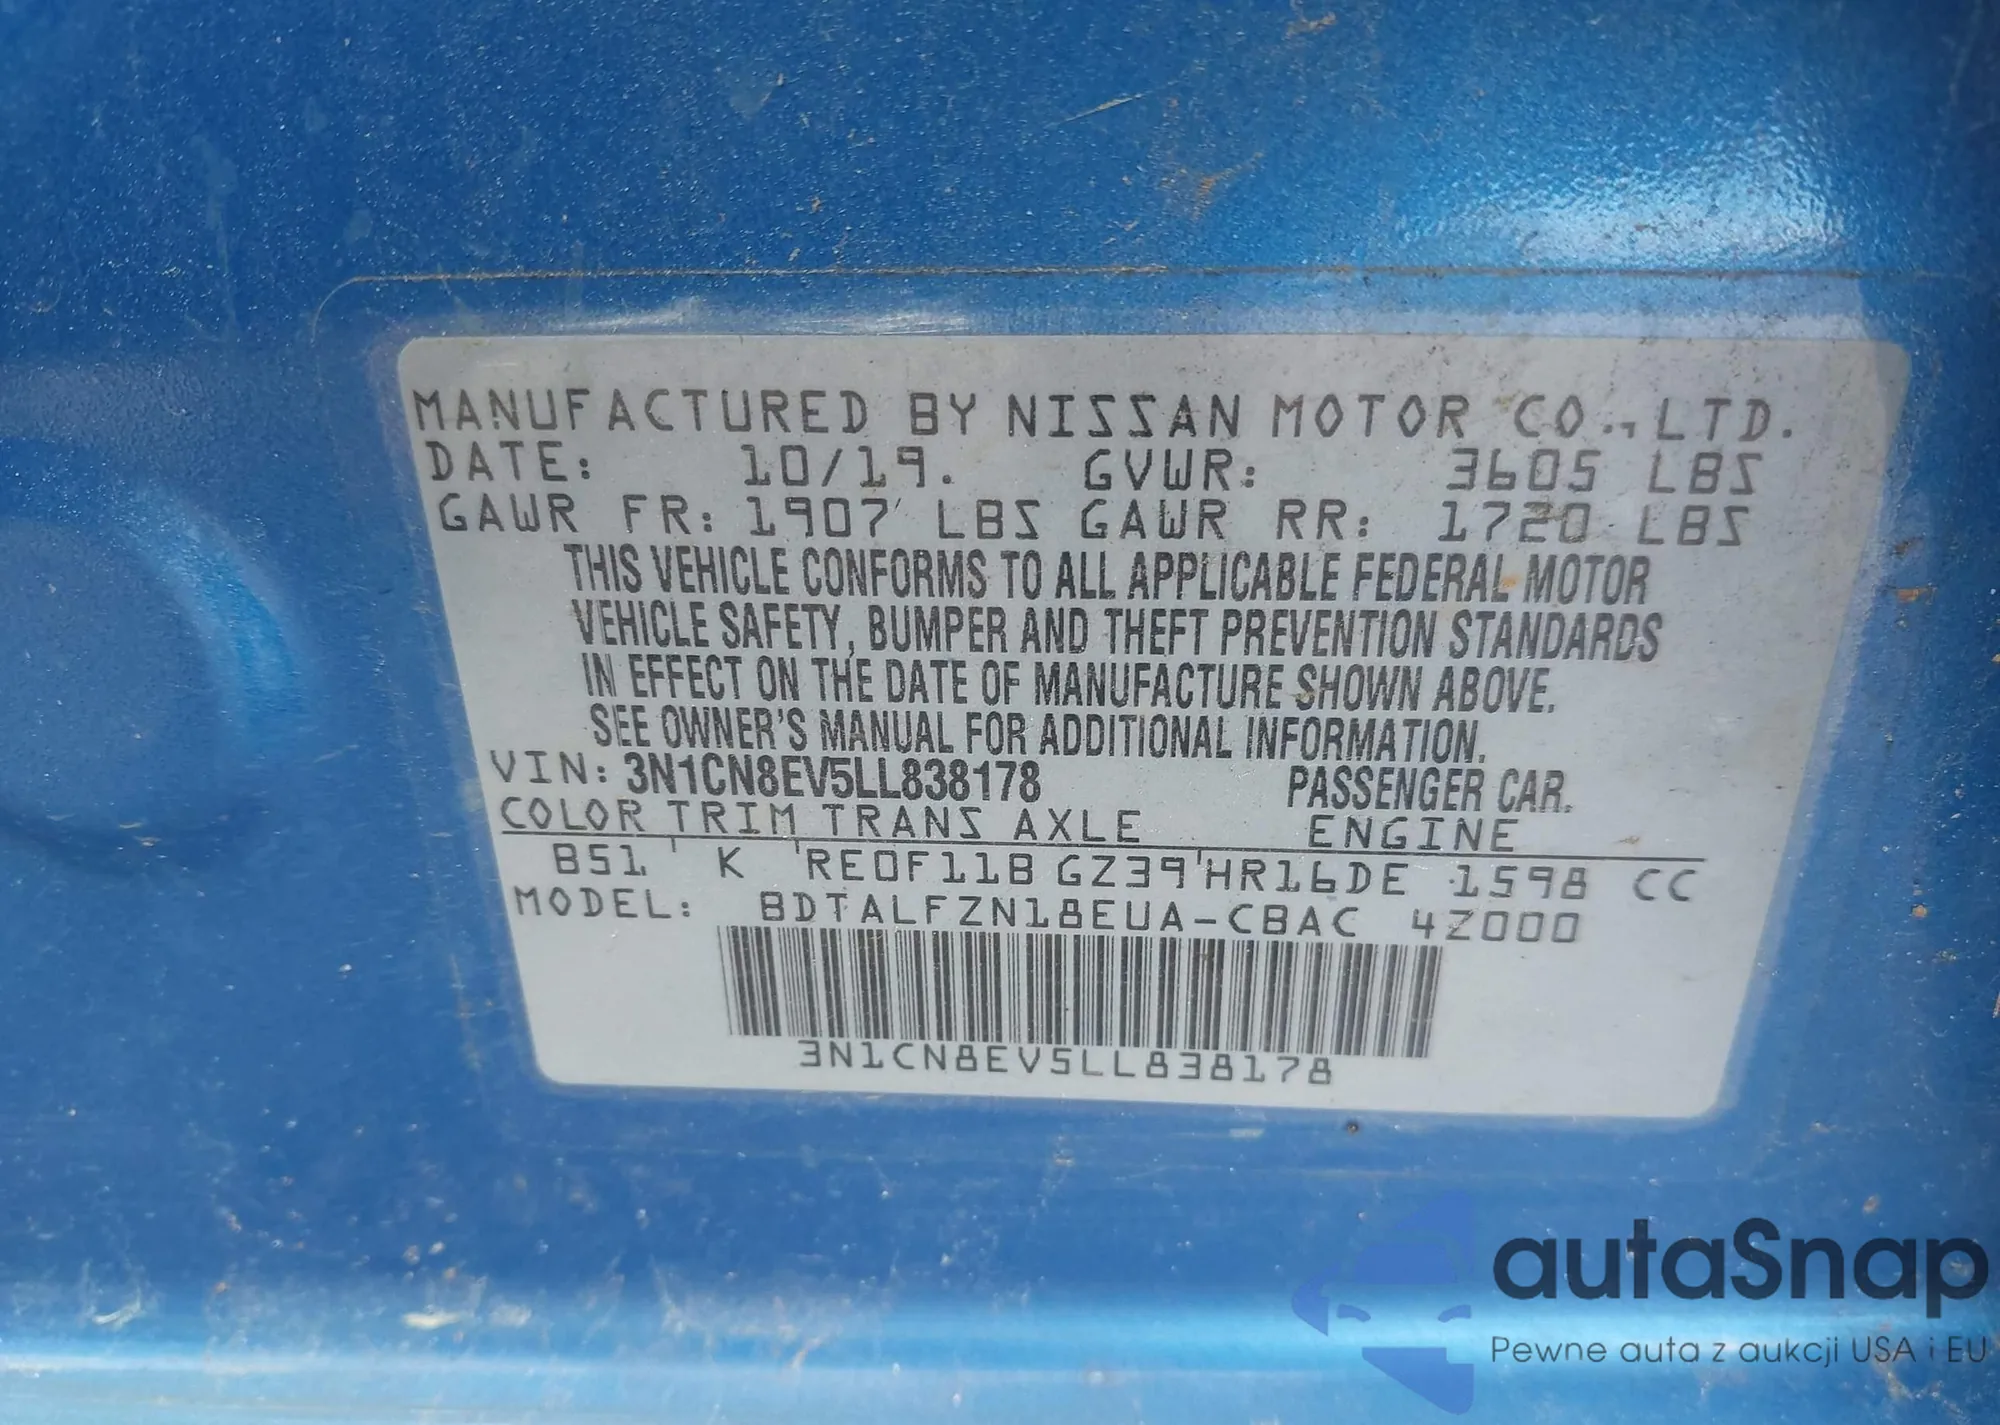 MANUFACTURED BY NISSAN MOTOR CO., LTD.
DATE: 10/19. GVWR: 3605 LBS
GAWR FR: 1907 LBS GAWR RR: 1720 LBS
THIS VEHICLE CONFORMS TO ALL APPLICABLE FEDERAL MOTOR
VEHICLE SAFETY, BUMPER AND THEFT PREVENTION STANDARDS
IN EFFECT ON THE DATE OF MANUFACTURE SHOWN ABOVE.
SEE OWNER'S MANUAL FOR ADDITIONAL INFORMATION.
VIN: 3N1CN8EV5LL838178 PASSENGER CAR.
COLOR TRIM TRANS AXLE ENGINE
B51 K RE0F11B GZ39 HR16DE 1598 CC
MODEL: BDTALFZN18EUA-CBAC 4Z000
3N1CN8EV5LL838178
autaSnap
Pewne auta z aukcji USA i EU